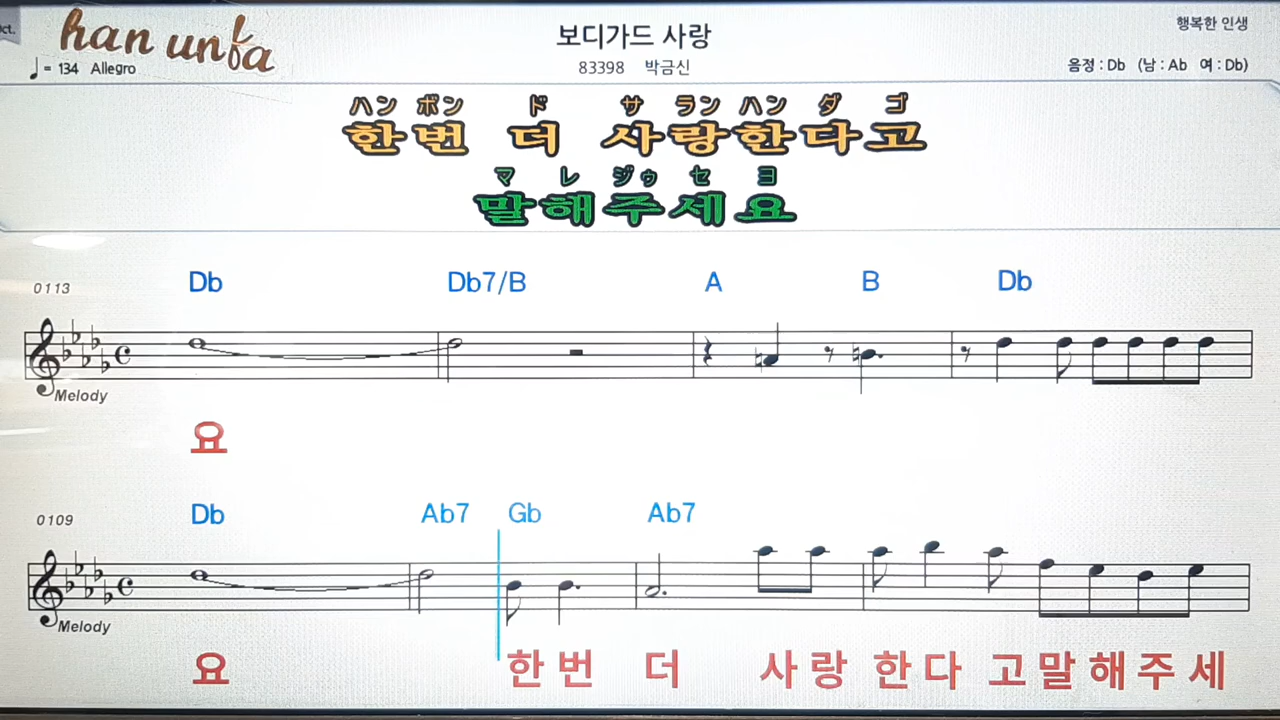 ct.
han unfa
보디가드 사랑
행복한 인생
♩= 134 Allegro
83398 박금신
음정 : Db (남 : Ab 여 : Db)
ハン ボン ド サ ラン ハン ダ ゴ
한번 더 사랑한다고
マ レ ジゥ セ ヨ
말해주세요
0113
Db Db7/B A B Db
Melody
요
0109
Db Ab7 Gb Ab7
Melody
요 한 번 더 사 랑 한 다 고 말 해 주 세